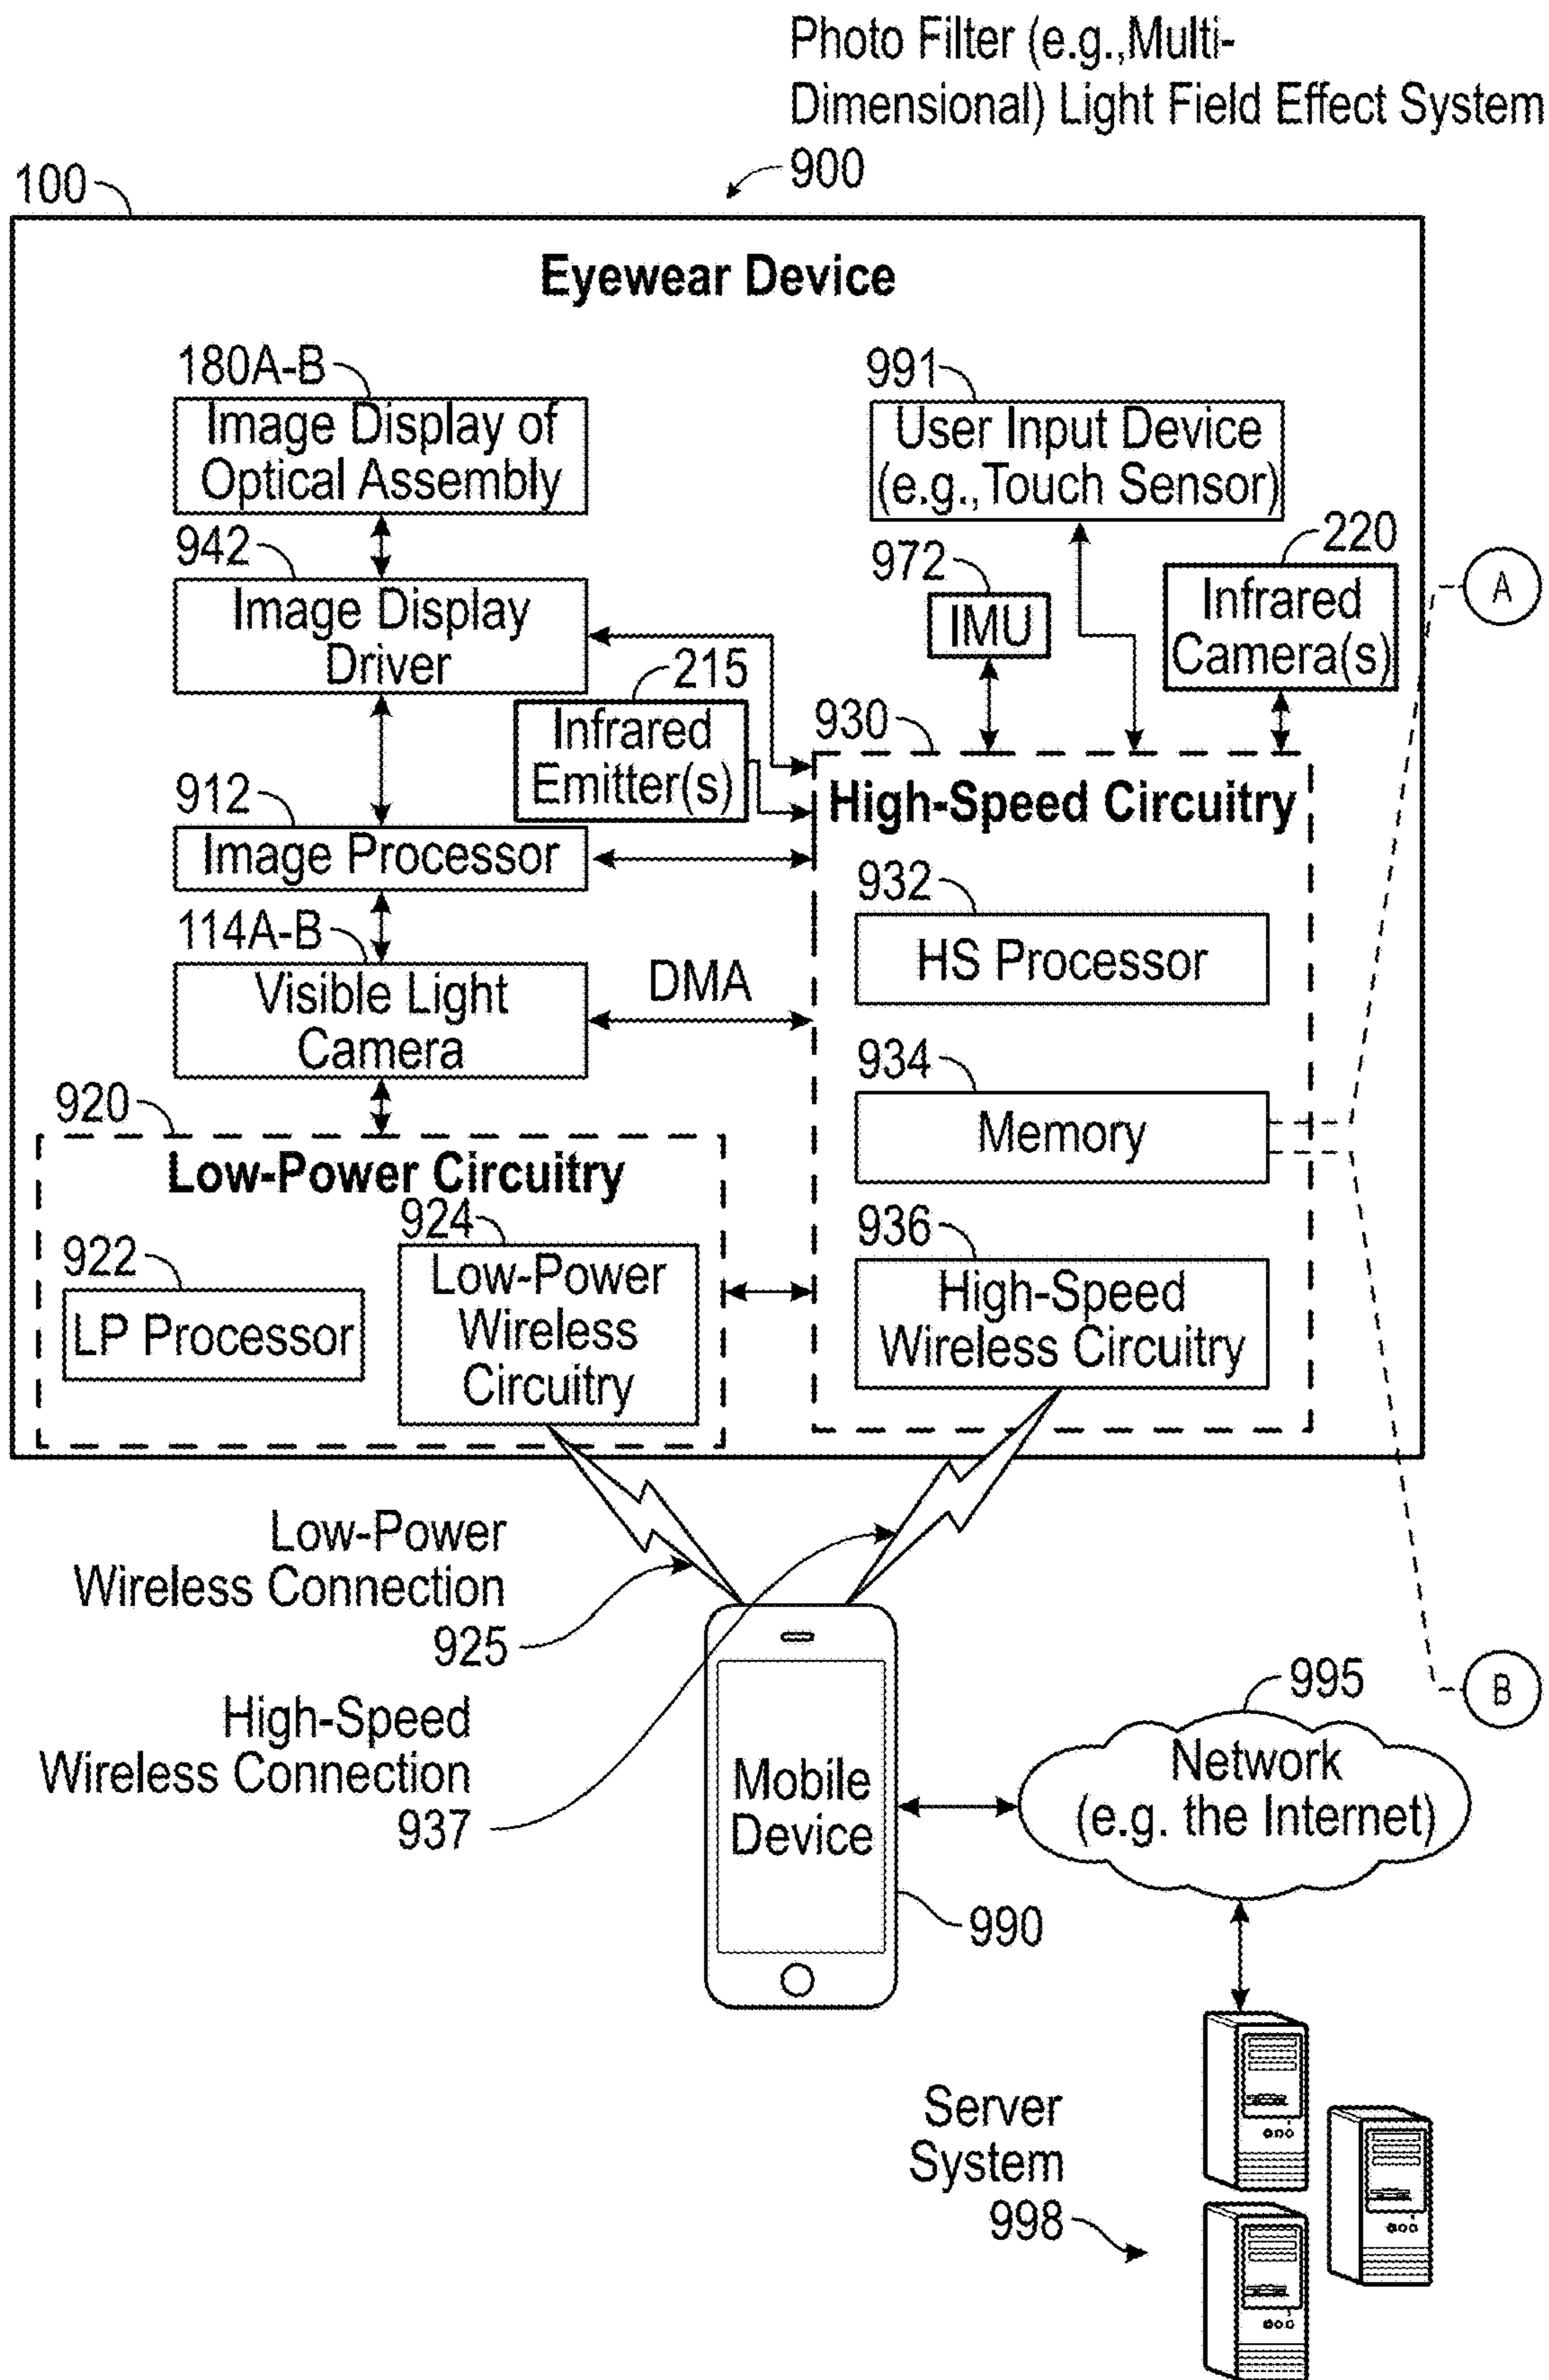 Photo Filter (e.g.,Multi-
Dimensional) Light Field Effect System
900
100
Eyewear Device
180A-B
Image Display of
Optical Assembly
991
User Input Device
(e.g.,Touch Sensor)
942
Image Display
Driver
972
IMU
220
Infrared
Camera(s)
A
215
Infrared
Emitter(s)
930
High-Speed Circuitry
912
Image Processor
932
HS Processor
114A-B
Visible Light
Camera
DMA
934
Memory
920
Low-Power Circuitry
922
LP Processor
924
Low-Power
Wireless
Circuitry
936
High-Speed
Wireless Circuitry
Low-Power
Wireless Connection
925
High-Speed
Wireless Connection
937
Mobile
Device
990
995
Network
(e.g. the Internet)
B
Server
System
998